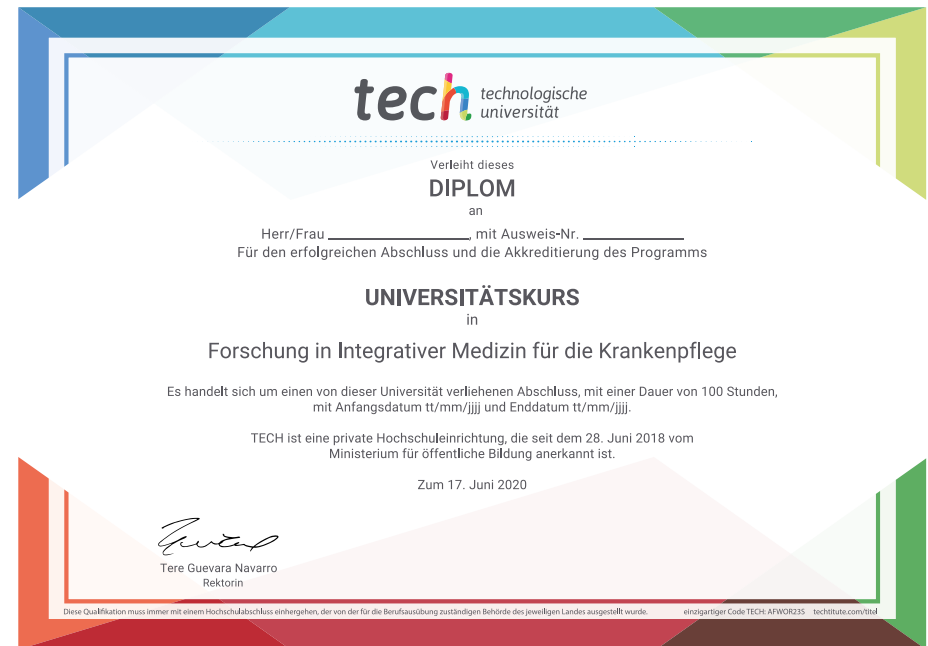 tech technologische
universität
Verleiht dieses
DIPLOM
an
Herr/Frau ____________________, mit Ausweis-Nr. ______________
Für den erfolgreichen Abschluss und die Akkreditierung des Programms
UNIVERSITÄTSKURS
in
Forschung in Integrativer Medizin für die Krankenpflege
Es handelt sich um einen von dieser Universität verliehenen Abschluss, mit einer Dauer von 100 Stunden,
mit Anfangsdatum tt/mm/jjjj und Enddatum tt/mm/jjjj.
TECH ist eine private Hochschuleinrichtung, die seit dem 28. Juni 2018 vom
Ministerium für öffentliche Bildung anerkannt ist.
Zum 17. Juni 2020
Tere Guevara Navarro
Rektorin
Diese Qualifikation muss immer mit einem Hochschulabschluss einhergehen, der von der für die Berufsausübung zuständigen Behörde des jeweiligen Landes ausgestellt wurde. einzigartiger Code TECH: AFWOR23S techtitute.com/titel